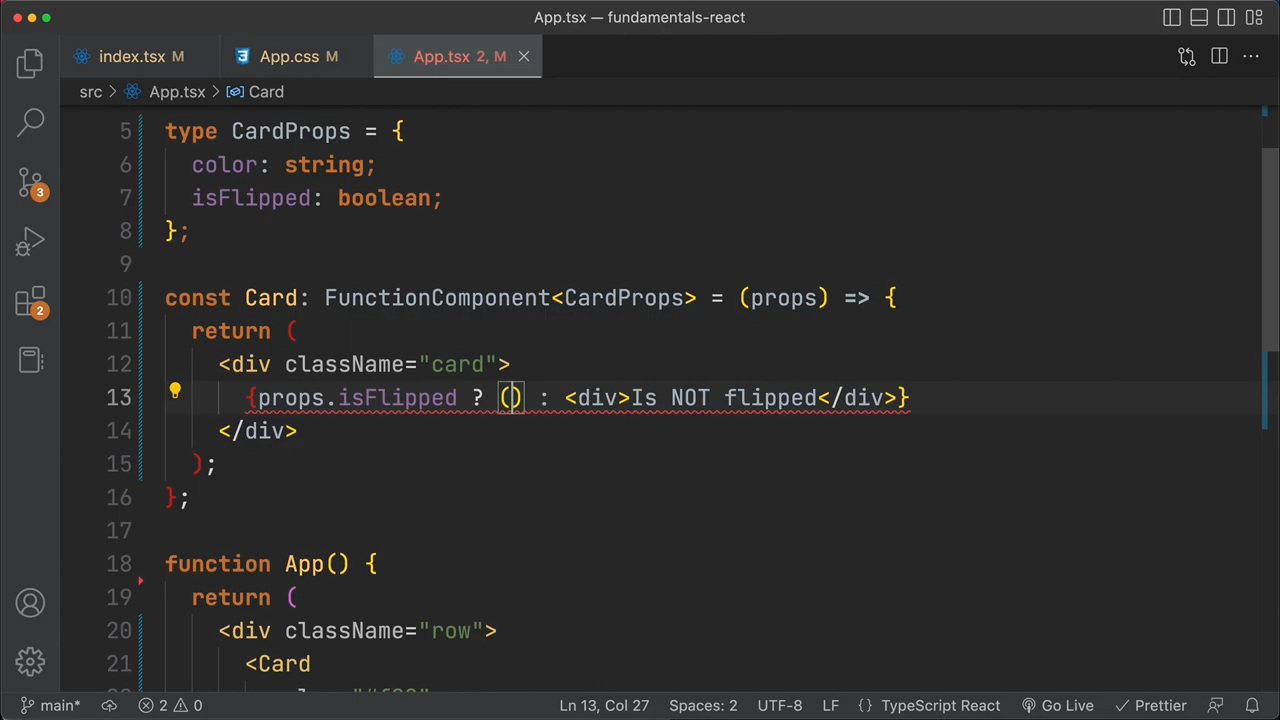 App.tsx — fundamentals-react
index.tsx M
App.css M
App.tsx 2, M
src > App.tsx > Card
5 type CardProps = {
6 color: string;
7 isFlipped: boolean;
8 };
9
10 const Card: FunctionComponent<CardProps> = (props) => {
11 return (
12 <div className="card">
13 {props.isFlipped ? () : <div>Is NOT flipped</div>}
14 </div>
15 );
16 };
17
18 function App() {
19 return (
20 <div className="row">
21 <Card
3
2
main*
2 0
Ln 13, Col 27
Spaces: 2
UTF-8
LF
{} TypeScript React
Go Live
Prettier